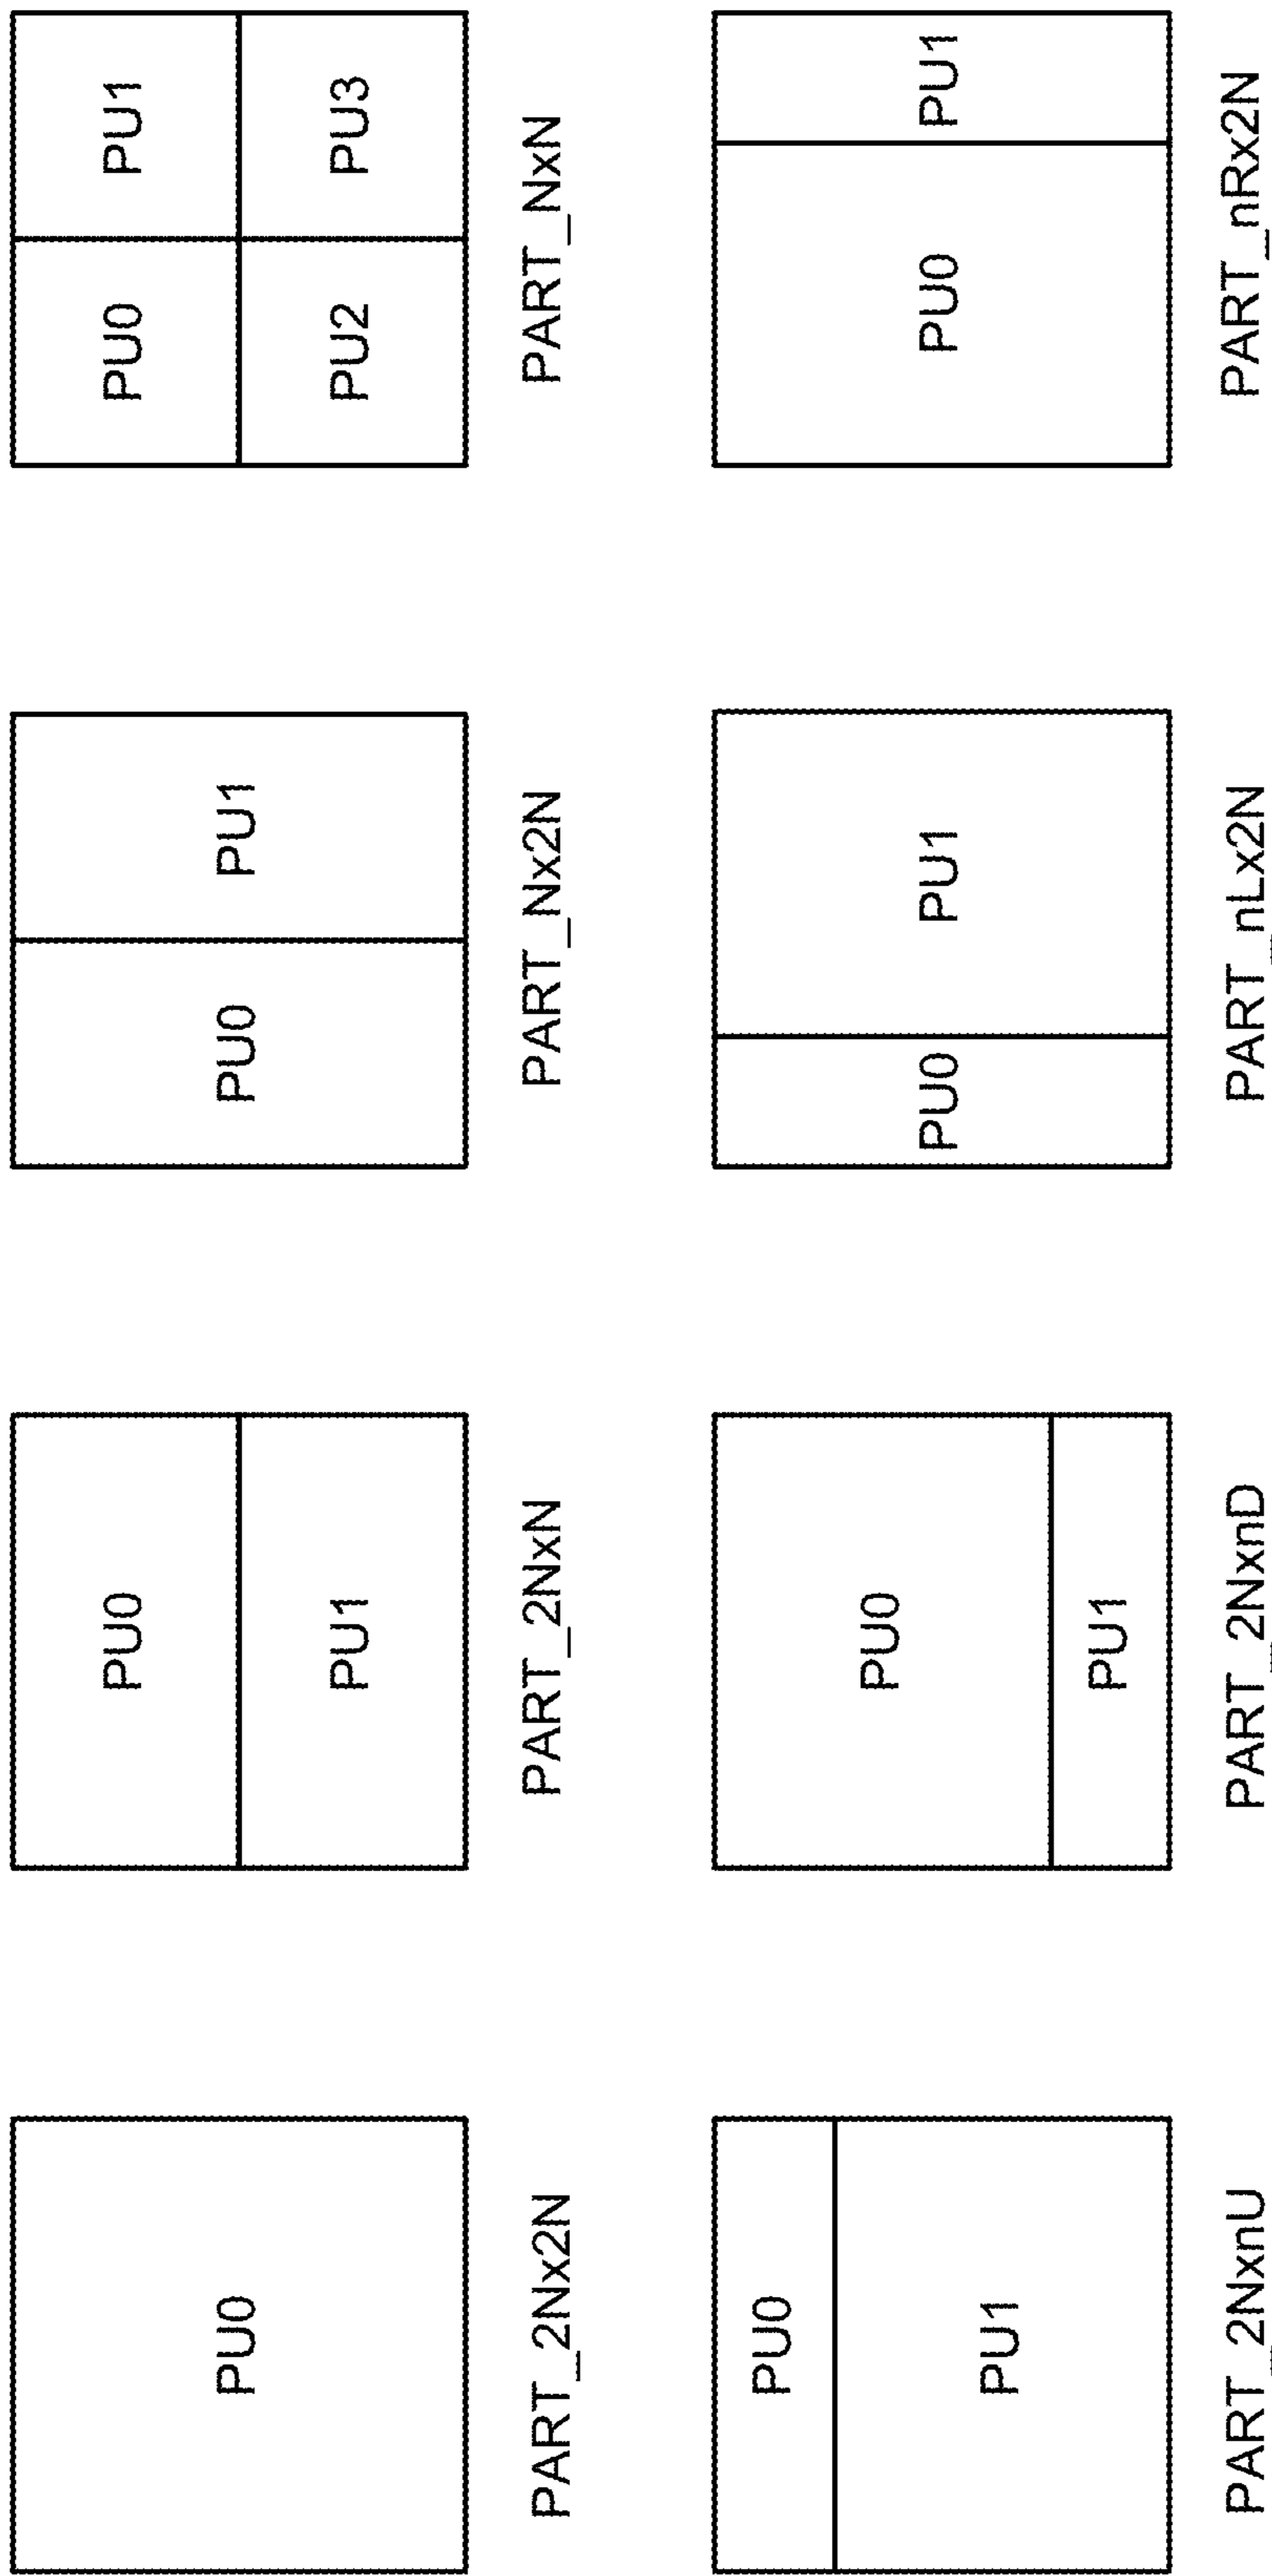 PU0
PART_2Nx2N
PU0
PU1
PART_2NxN
PU0
PU1
PART_Nx2N
PU0
PU1
PU2
PU3
PART_NxN
PU0
PU1
PART_2NxnU
PU0
PU1
PART_2NxnD
PU0
PU1
PART_nLx2N
PU0
PU1
PART_nRx2N